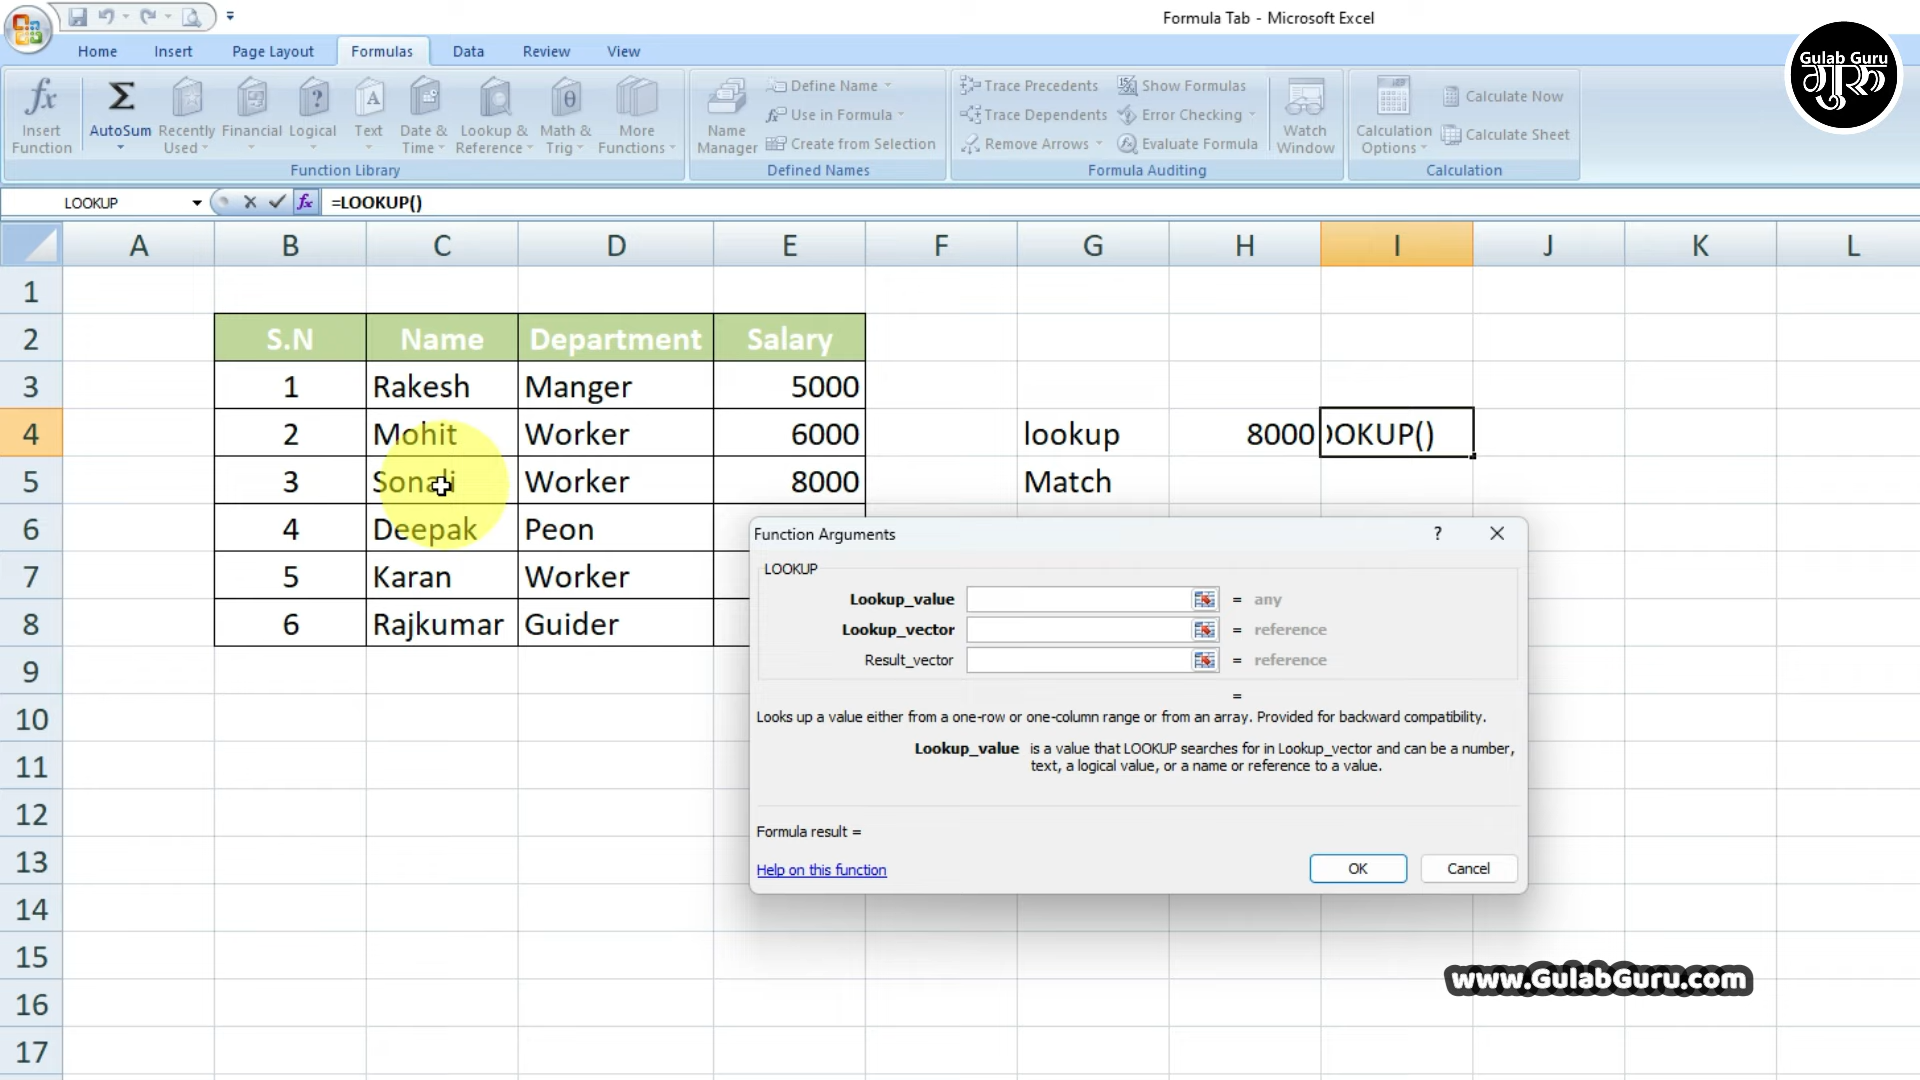 Formula Tab - Microsoft Excel
Gulab Guru
गुरु
Home Insert Page Layout Formulas Data Review View
Insert Function
AutoSum
Recently Used
Financial
Logical
Text
Date & Time
Lookup & Reference
Math & Trig
More Functions
Function Library
Name Manager
Define Name
Use in Formula
Create from Selection
Defined Names
Trace Precedents
Trace Dependents
Remove Arrows
Show Formulas
Error Checking
Evaluate Formula
Watch Window
Formula Auditing
Calculation Options
Calculate Now
Calculate Sheet
Calculation
LOOKUP fx =LOOKUP()
A B C D E F G H I J K L
1
2 S.N Name Department Salary
3 1 Rakesh Manger 5000
4 2 Mohit Worker 6000 lookup 8000 OOKUP()
5 3 Sonali Worker 8000 Match
6 4 Deepak Peon
7 5 Karan Worker
8 6 Rajkumar Guider
9
10
11
12
13
14
15
16
17
Function Arguments ?
LOOKUP
Lookup_value = any
Lookup_vector = reference
Result_vector = reference
=
Looks up a value either from a one-row or one-column range or from an array. Provided for backward compatibility.
Lookup_value is a value that LOOKUP searches for in Lookup_vector and can be a number,
text, a logical value, or a name or reference to a value.
Formula result =
Help on this function
OK Cancel
www.GulabGuru.com